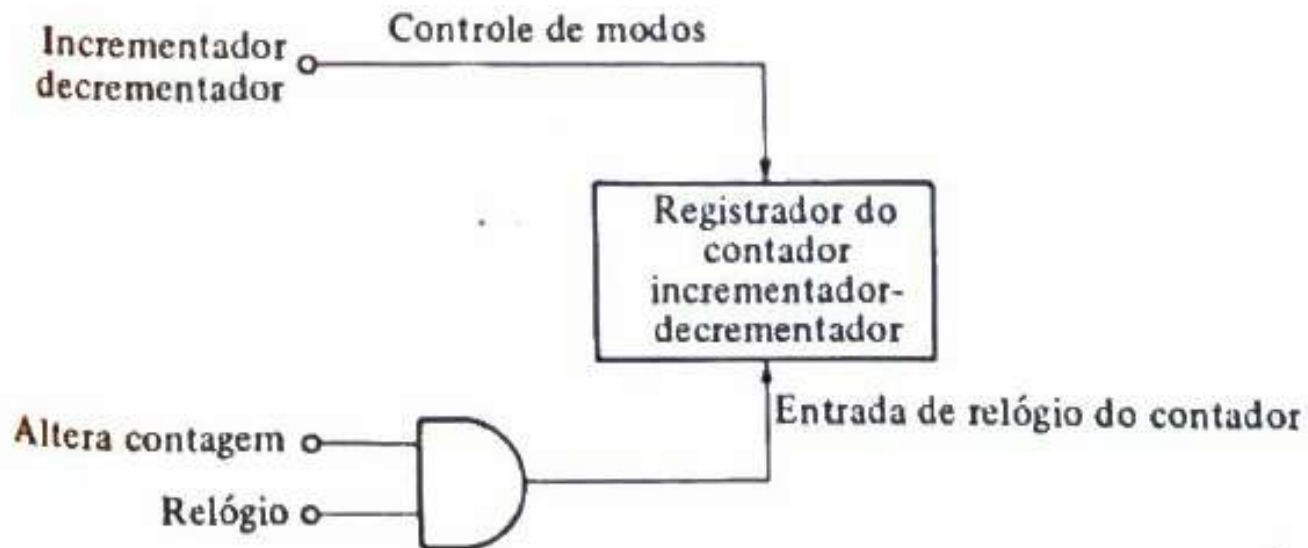 Incrementador
decrementador
Controle de modos
Registrador do
contador
incrementador-
decrementador
Entrada de relógio do contador
Altera contagem
Relógio